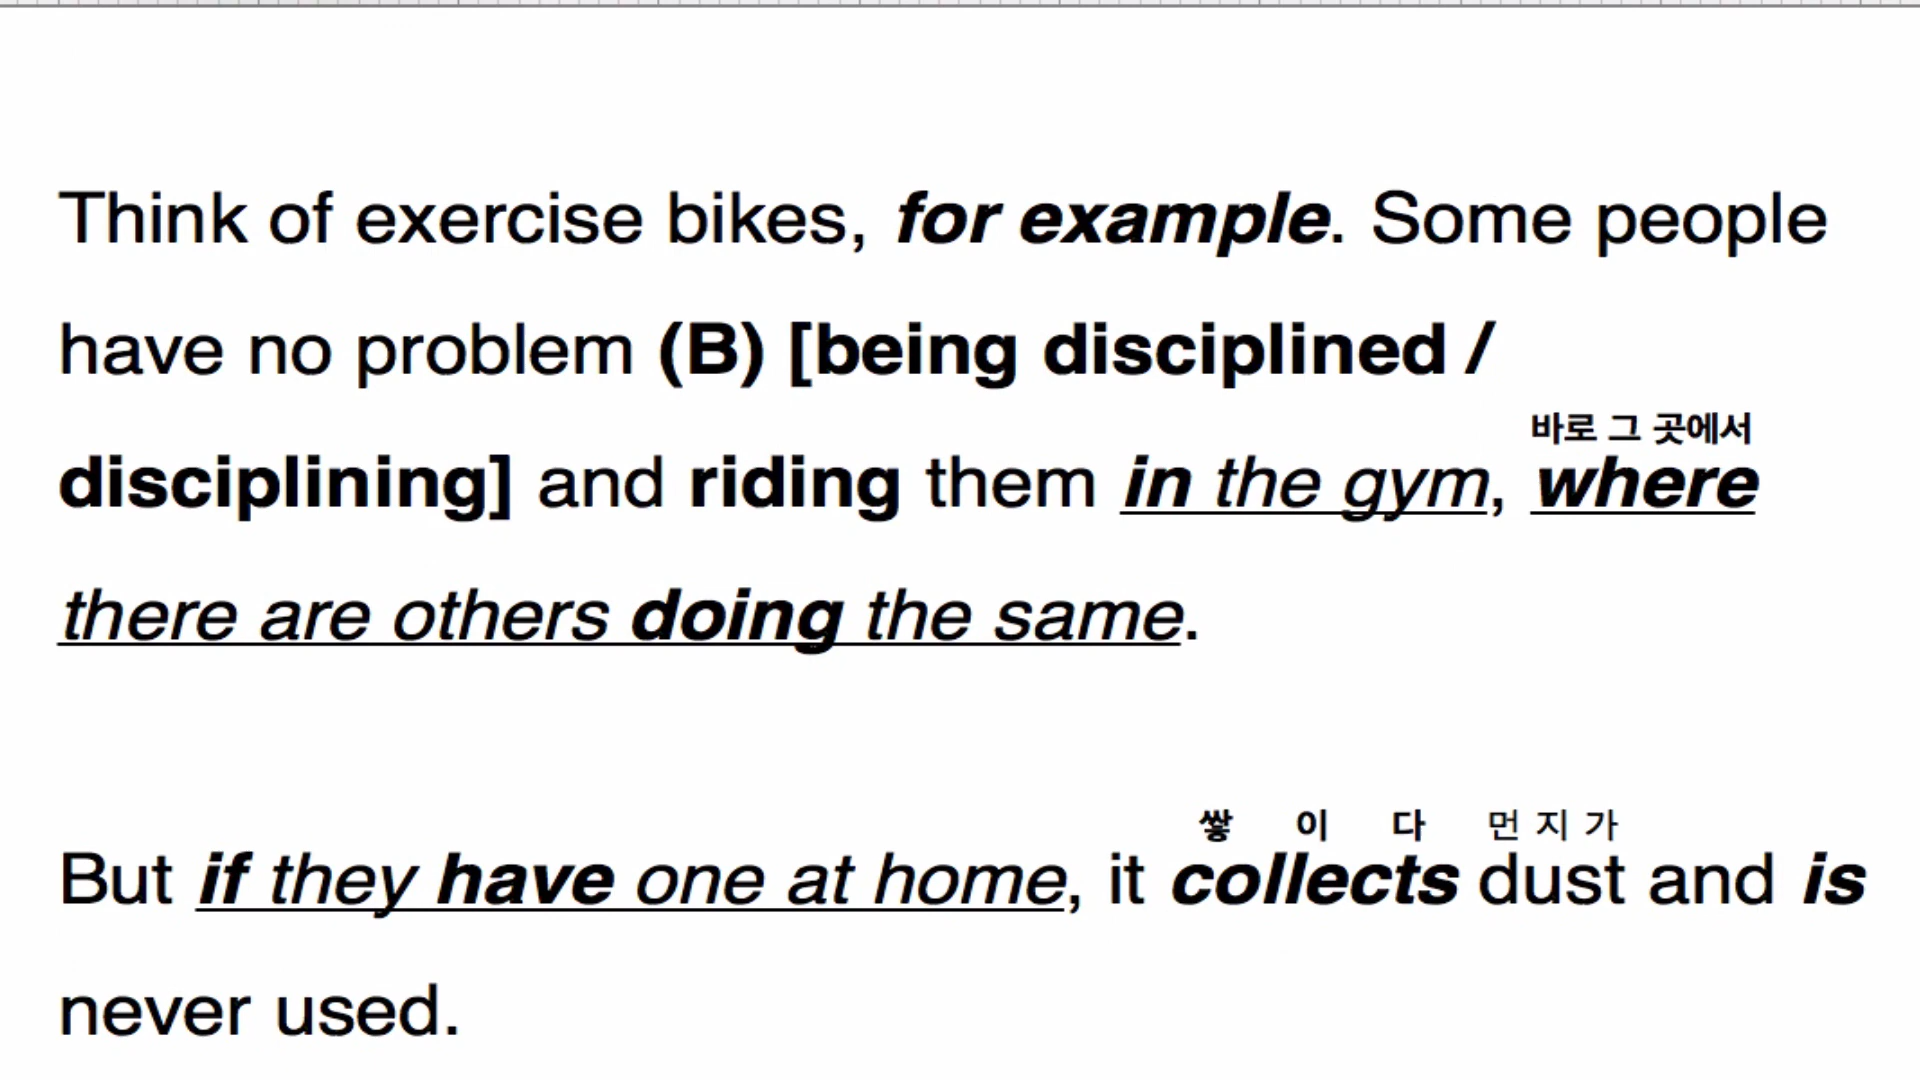 Think of exercise bikes, for example. Some people
have no problem (B) [being disciplined /
바로 그 곳에서
disciplining] and riding them in the gym, where
there are others doing the same.
쌓 이 다 먼 지 가
But if they have one at home, it collects dust and is
never used.